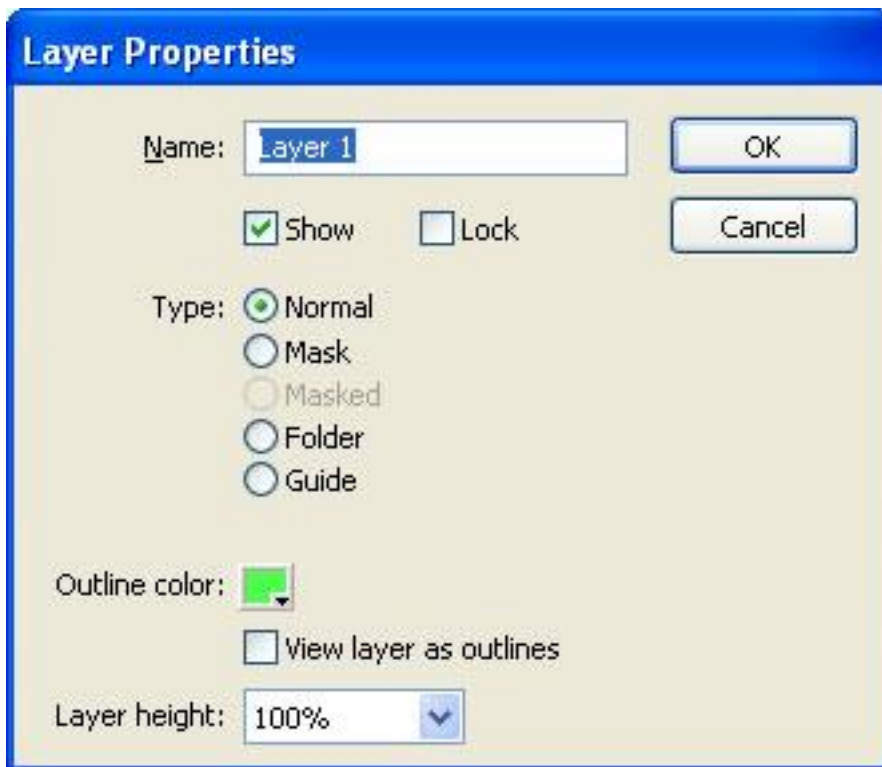 Layer Properties
Name: Layer 1 OK
Show Lock Cancel
Type: Normal
Mask
Masked
Folder
Guide
Outline color:
View layer as outlines
Layer height: 100%